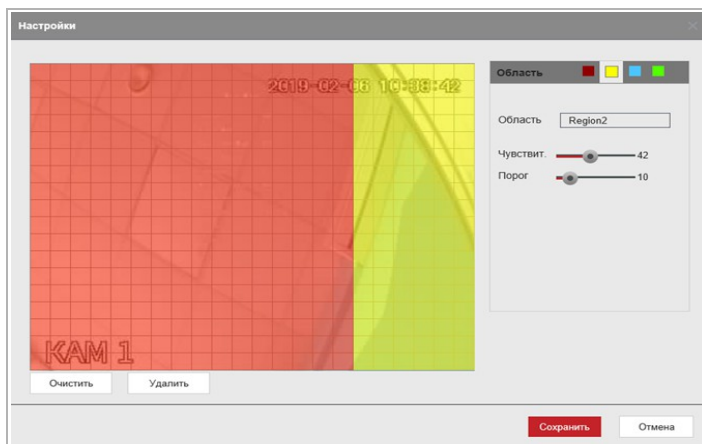 Настройки
2019-02-06 10:38:42
Область
Область Region2
Чувствит. 42
Порог 10
KAM 1
Очистить Удалить
Сохранить Отмена